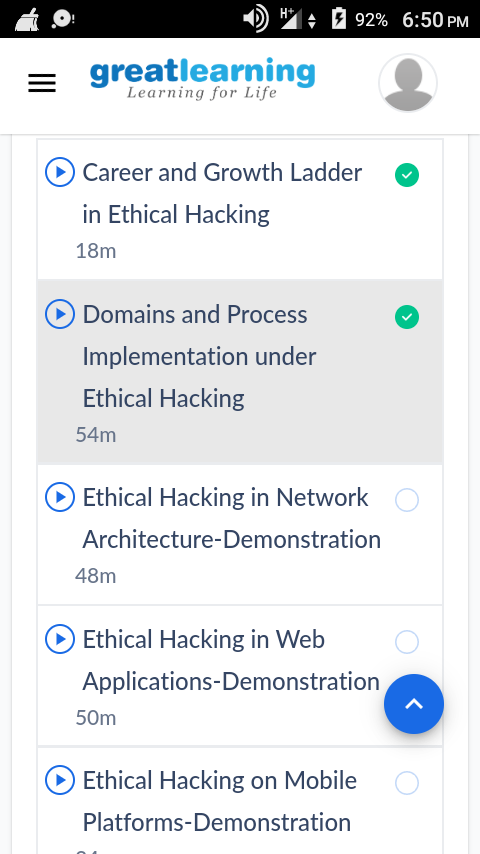 H+ 92% 6:50 PM
greatlearning
Learning for Life
Career and Growth Ladder
in Ethical Hacking
18m
Domains and Process
Implementation under
Ethical Hacking
54m
Ethical Hacking in Network
Architecture-Demonstration
48m
Ethical Hacking in Web
Applications-Demonstration
50m
Ethical Hacking on Mobile
Platforms-Demonstration